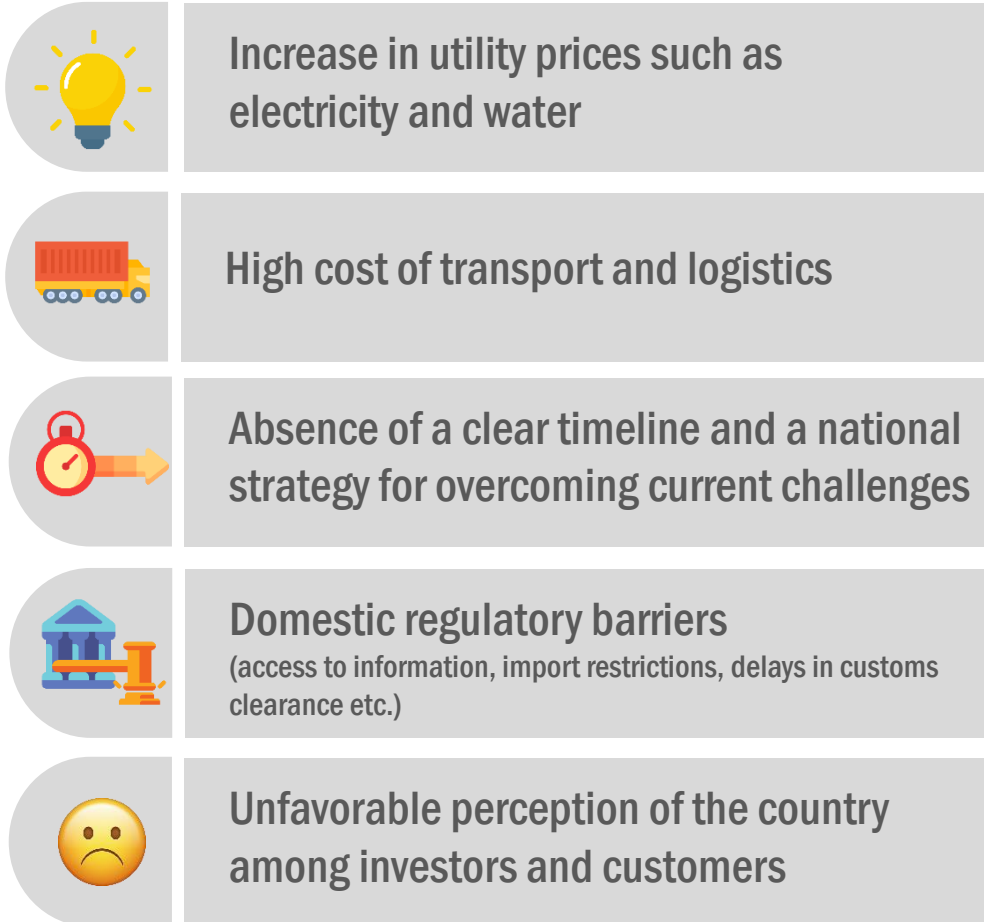 Increase in utility prices such as
electricity and water
High cost of transport and logistics
Absence of a clear timeline and a national
strategy for overcoming current challenges
Domestic regulatory barriers
(access to information, import restrictions, delays in customs
clearance etc.)
Unfavorable perception of the country
among investors and customers